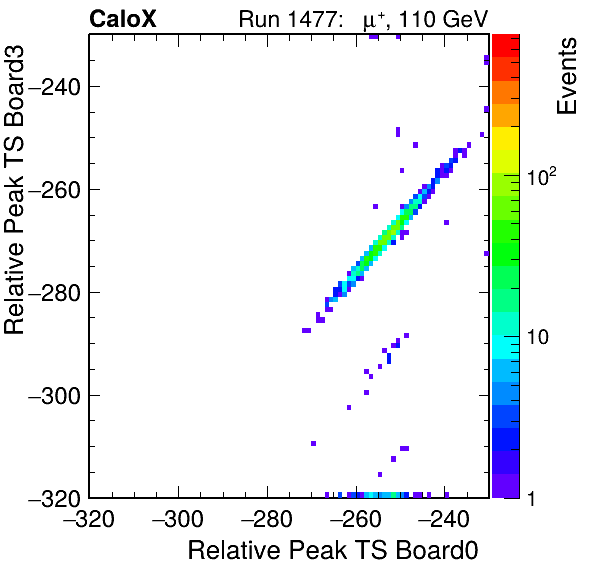 CaloX Run 1477: μ⁺, 110 GeV
Relative Peak TS Board3
Events
−240
−260
−280
−300
−320
10²
10
1
−320 −300 −280 −260 −240
Relative Peak TS Board0